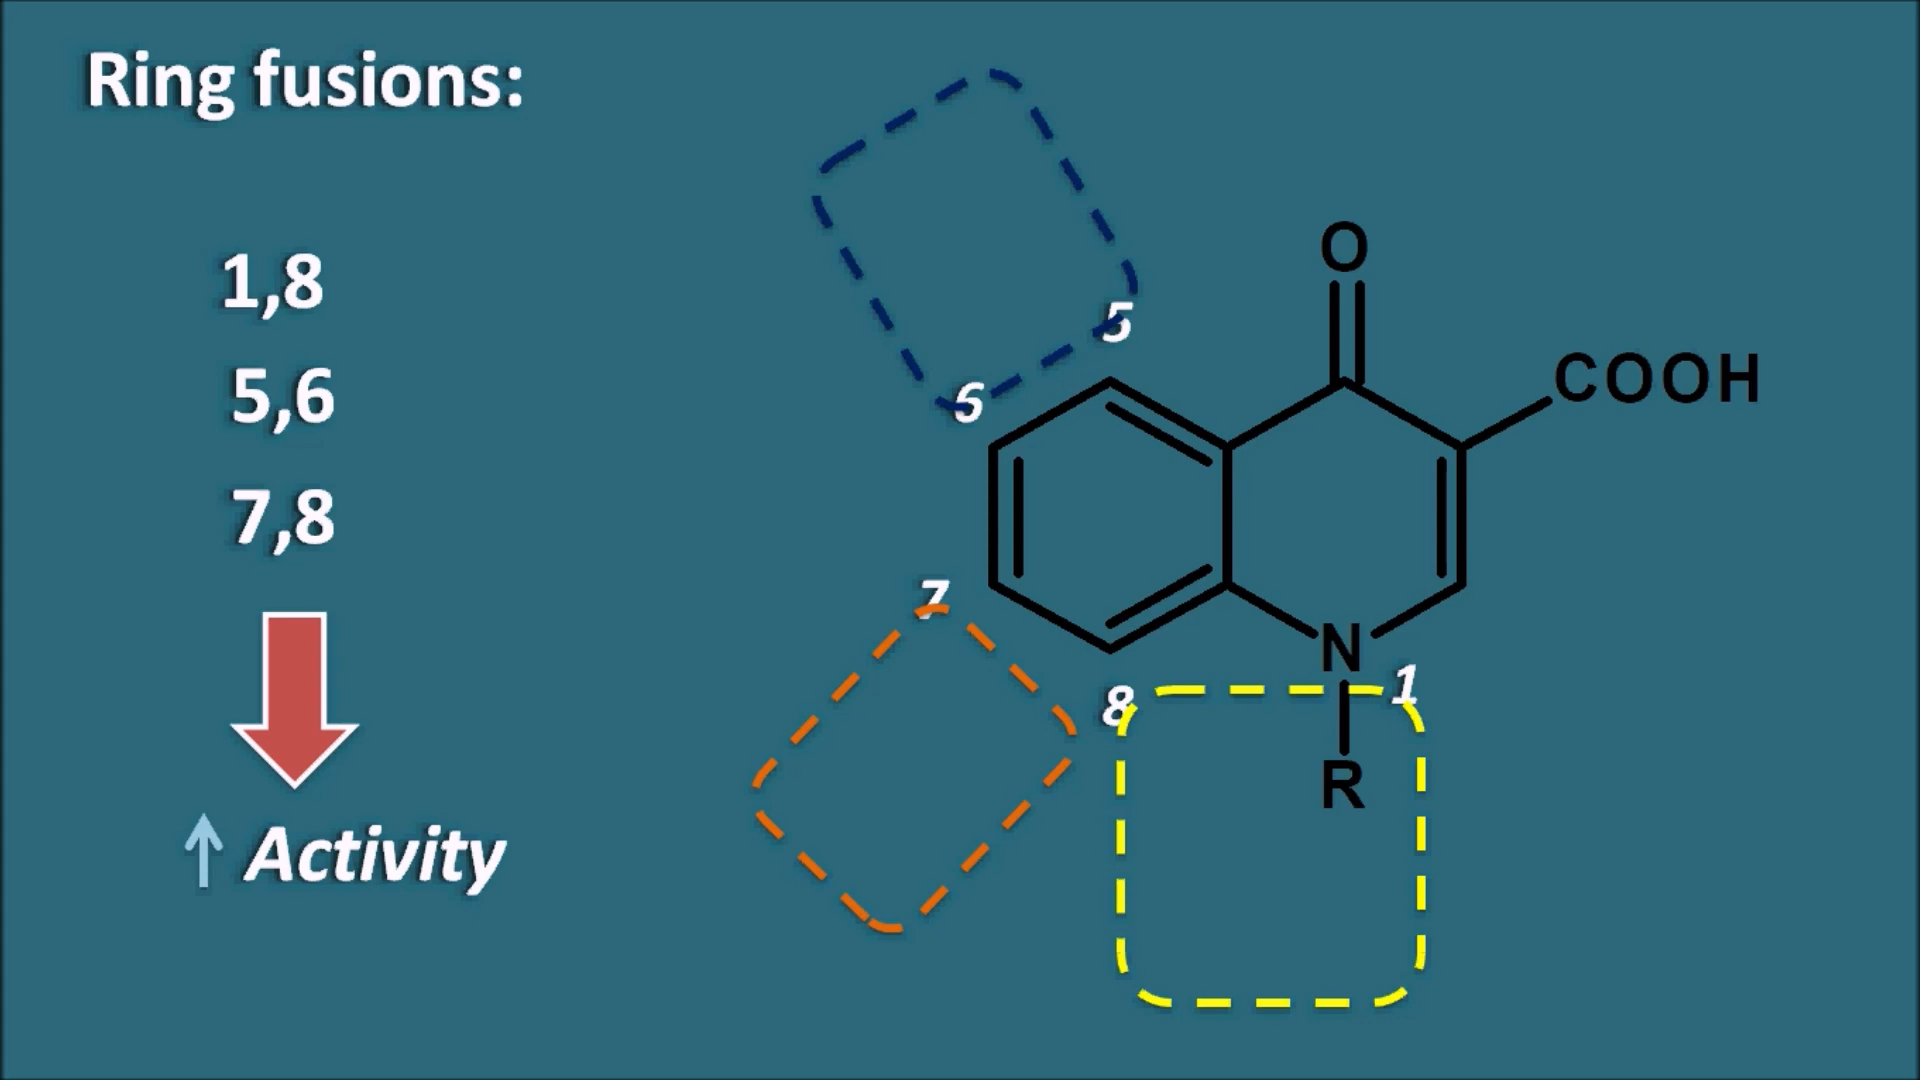 Ring fusions:
1,8
5,6
7,8
↑ Activity
O
5
COOH
6
7
N
1
8
R